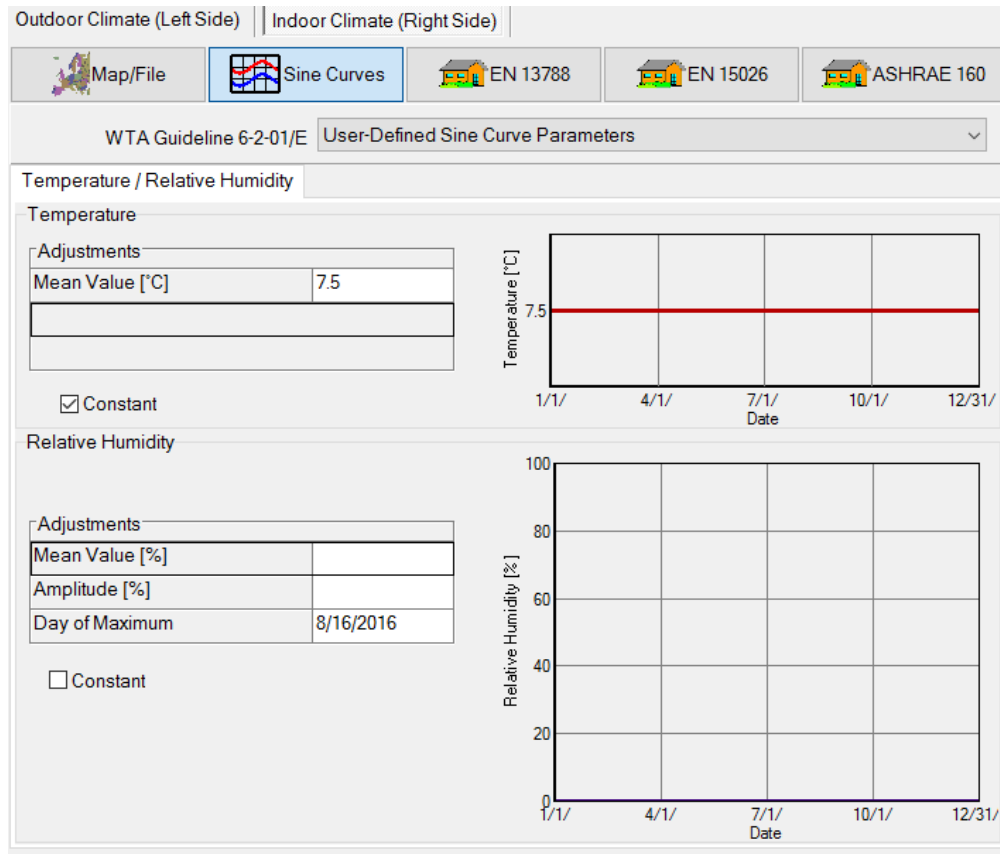 Outdoor Climate (Left Side) Indoor Climate (Right Side)
Map/File Sine Curves EN 13788 EN 15026 ASHRAE 160
WTA Guideline 6-2-01/E User-Defined Sine Curve Parameters
Temperature / Relative Humidity
Temperature
Adjustments
Mean Value [°C] 7.5
Constant
Temperature [°C]
7.5
1/1/ 4/1/ 7/1/ 10/1/ 12/31/
Date
Relative Humidity
Adjustments
Mean Value [%]
Amplitude [%]
Day of Maximum 8/16/2016
Constant
Relative Humidity [%]
100
80
60
40
20
0
1/1/ 4/1/ 7/1/ 10/1/ 12/31/
Date